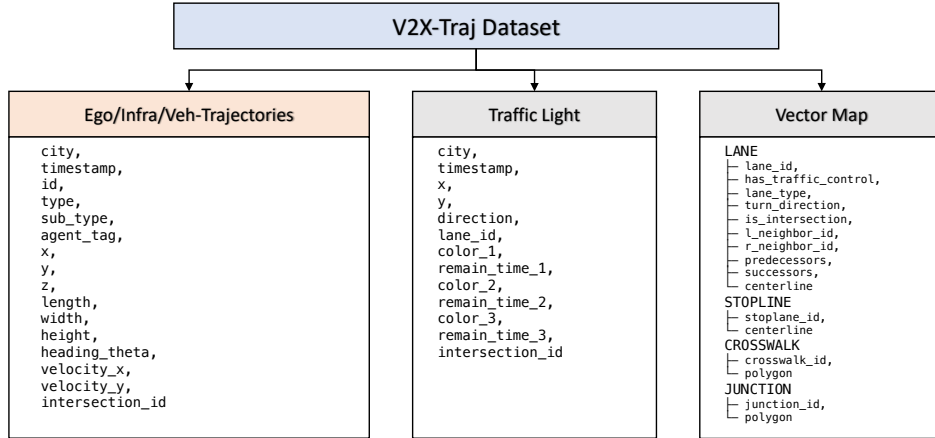 V2X-Traj Dataset
Ego/Infra/Veh-Trajectories
city,
timestamp,
id,
type,
sub_type,
agent_tag,
x,
y,
z,
length,
width,
height,
heading_theta,
velocity_x,
velocity_y,
intersection_id
Traffic Light
city,
timestamp,
x,
y,
direction,
lane_id,
color_1,
remain_time_1,
color_2,
remain_time_2,
color_3,
remain_time_3,
intersection_id
Vector Map
LANE
├─ lane_id,
├─ has_traffic_control,
├─ lane_type,
├─ turn_direction,
├─ is_intersection,
├─ l_neighbor_id,
├─ r_neighbor_id,
├─ predecessors,
├─ successors,
└─ centerline
STOPLINE
├─ stoplane_id,
└─ centerline
CROSSWALK
├─ crosswalk_id,
└─ polygon
JUNCTION
├─ junction_id,
└─ polygon